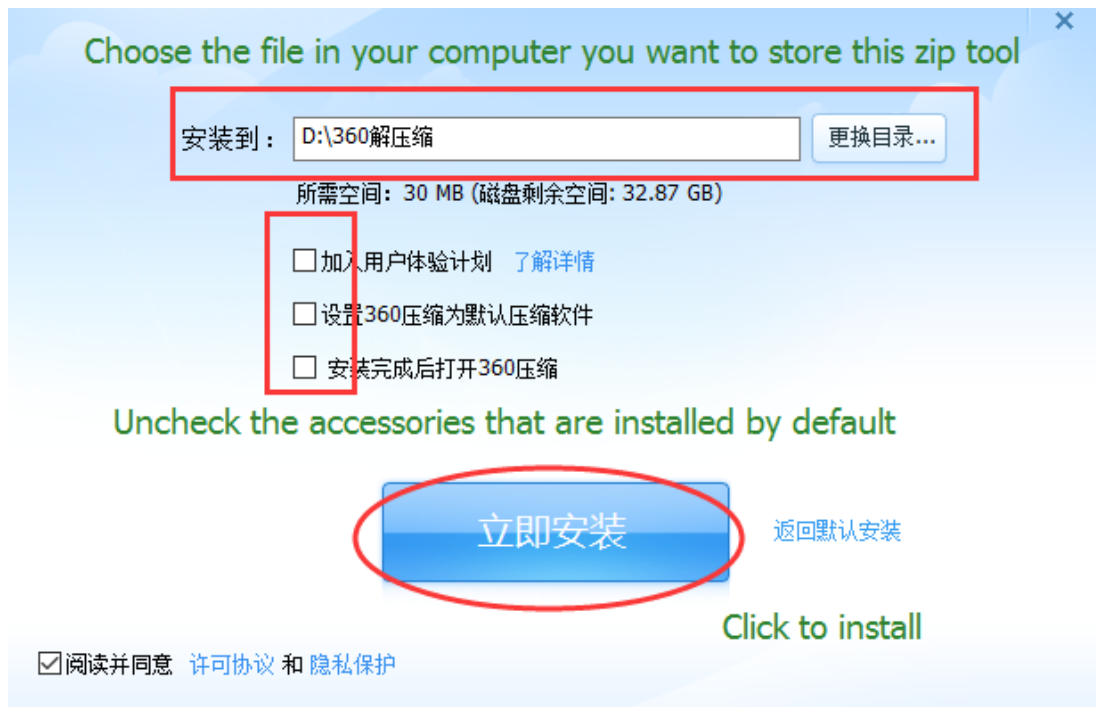 Choose the file in your computer you want to store this zip tool
安装到： D:\360解压缩 更换目录...
所需空间: 30 MB (磁盘剩余空间: 32.87 GB)
加入用户体验计划 了解详情
设置360压缩为默认压缩软件
安装完成后打开360压缩
Uncheck the accessories that are installed by default
立即安装 返回默认安装
Click to install
阅读并同意 许可协议 和 隐私保护